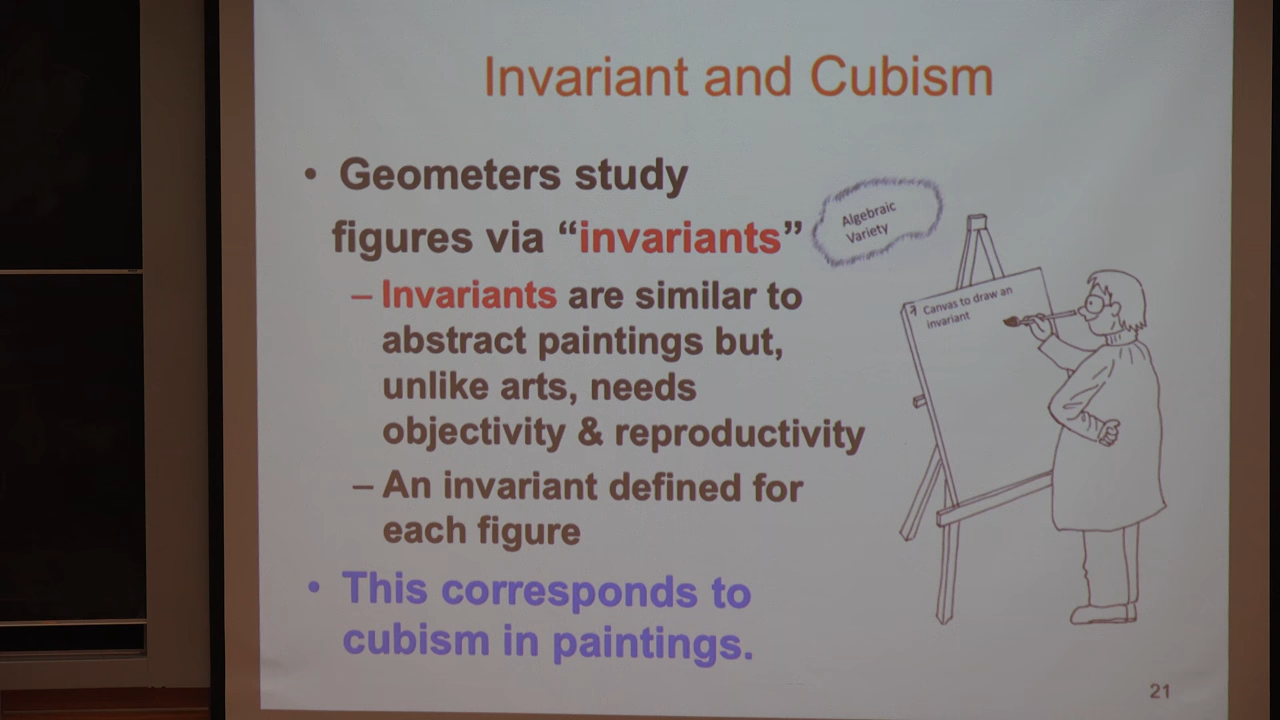 Invariant and Cubism
• Geometers study
figures via “invariants”
– Invariants are similar to
abstract paintings but,
unlike arts, needs
objectivity & reproductivity
– An invariant defined for
each figure
• This corresponds to
cubism in paintings.
Algebraic
Variety
Canvas to draw an
invariant
21